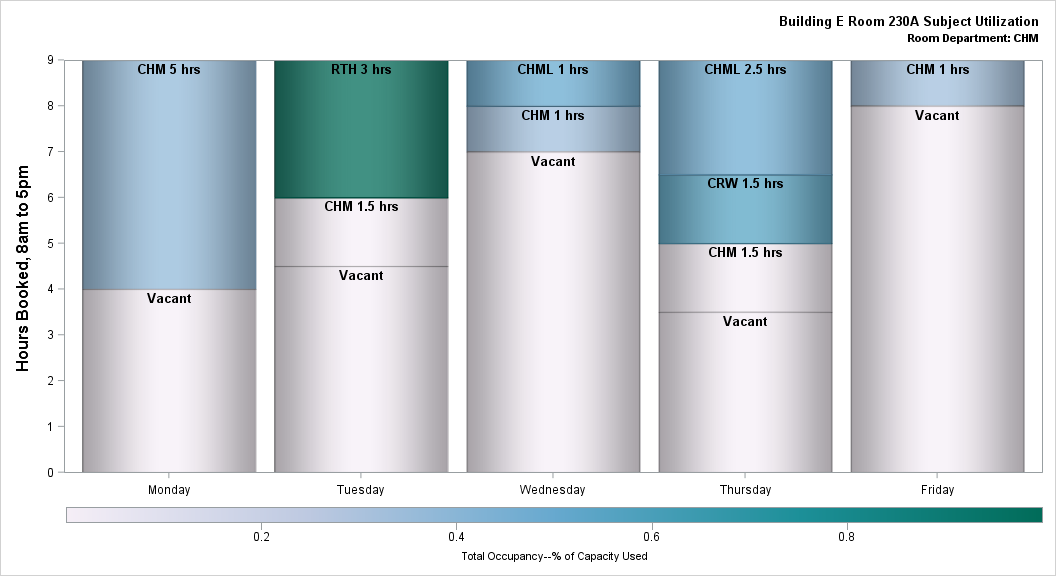 Building E Room 230A Subject Utilization
Room Department: CHM
Hours Booked, 8am to 5pm
9
8
7
6
5
4
3
2
1
0
CHM 5 hrs
Vacant
RTH 3 hrs
CHM 1.5 hrs
Vacant
CHML 1 hrs
CHM 1 hrs
Vacant
CHML 2.5 hrs
CRW 1.5 hrs
CHM 1.5 hrs
Vacant
CHM 1 hrs
Vacant
Monday Tuesday Wednesday Thursday Friday
0.2 0.4 0.6 0.8
Total Occupancy--% of Capacity Used